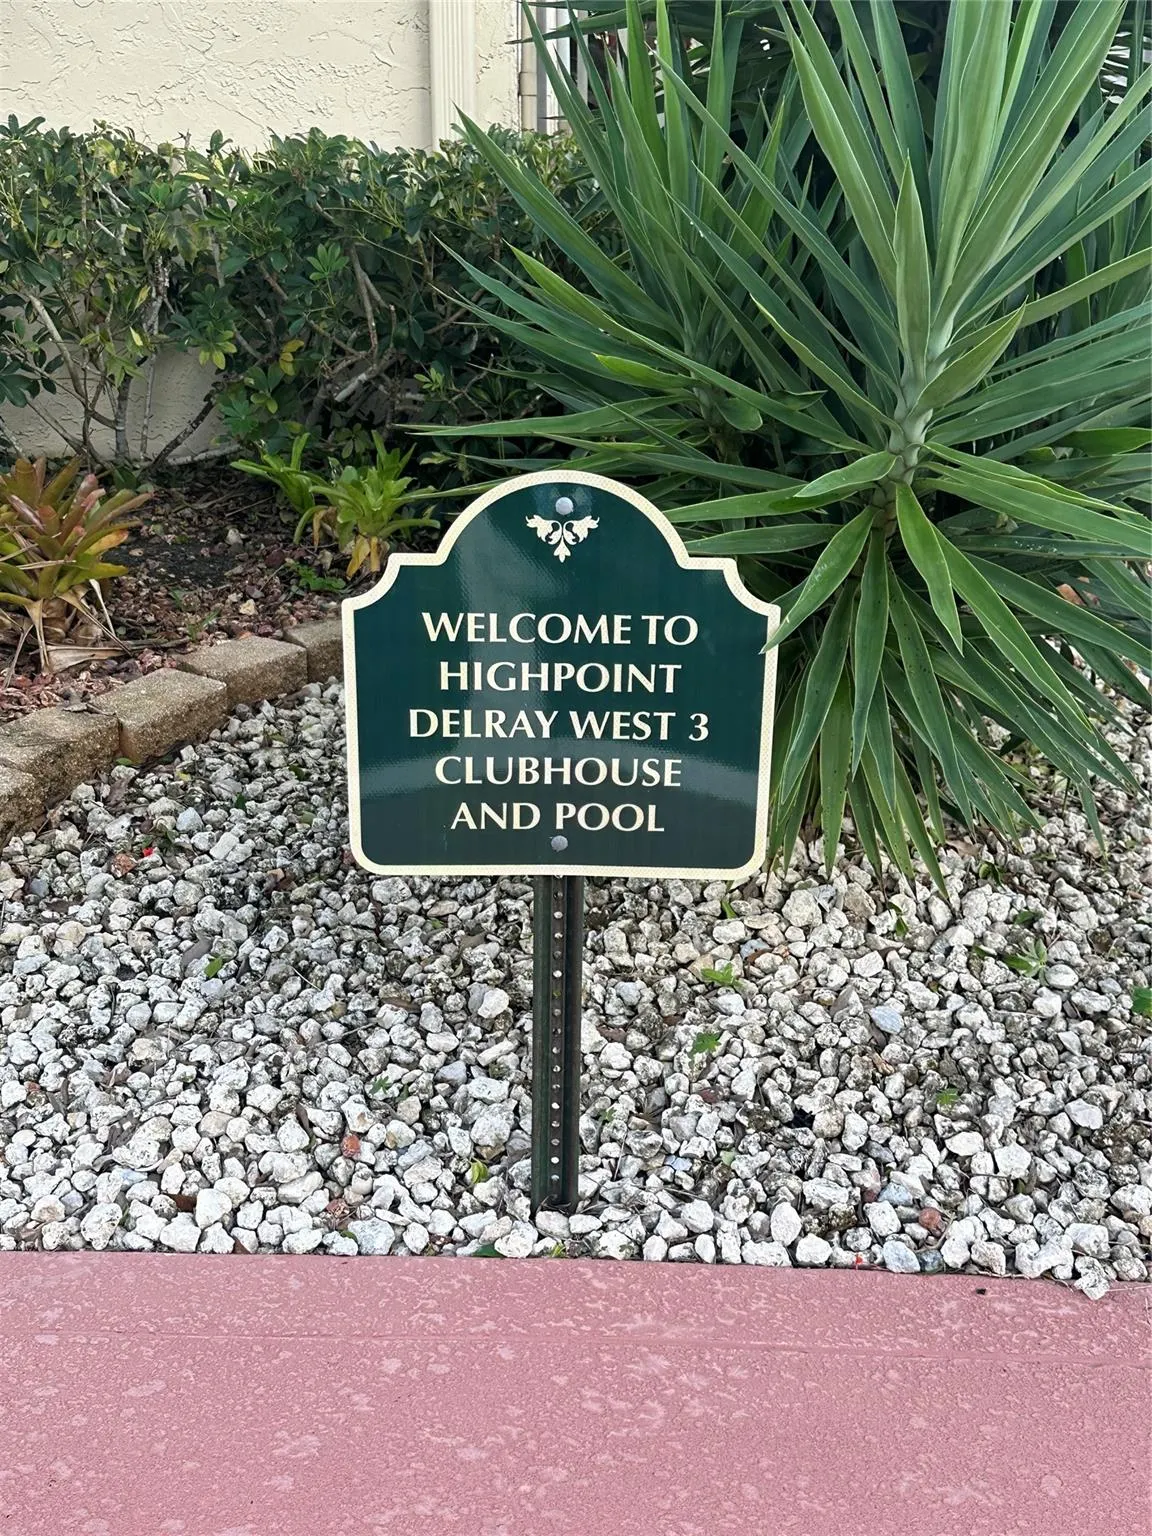 WELCOME TO
HIGHPOINT
DELRAY WEST 3
CLUBHOUSE
AND POOL